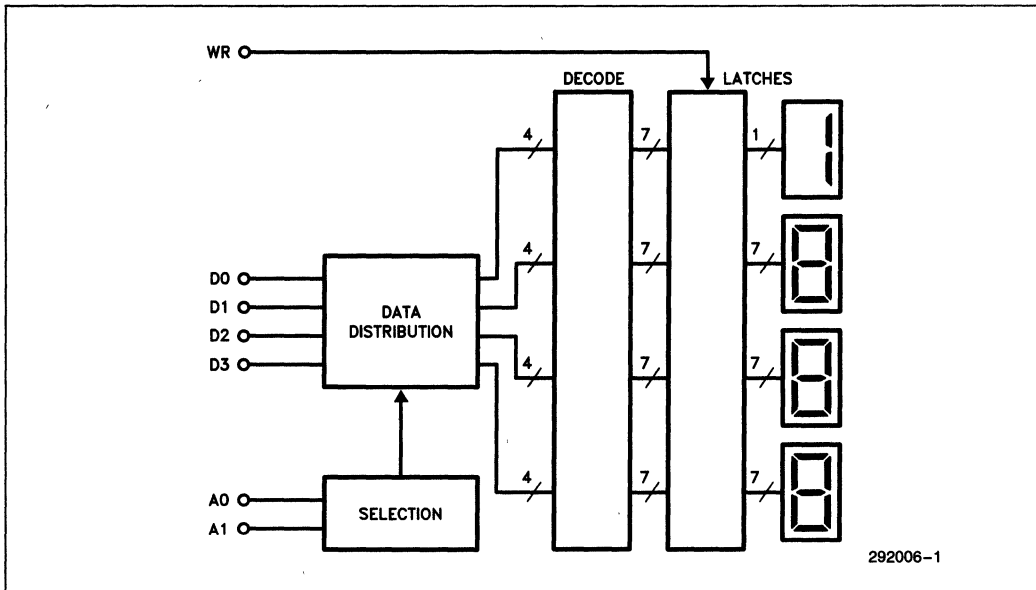 WR
DECODE
LATCHES
4 7 1
4 7 7
D0
D1
D2
D3
DATA
DISTRIBUTION
4 7 7
4 7 7
A0
A1
SELECTION
292006-1